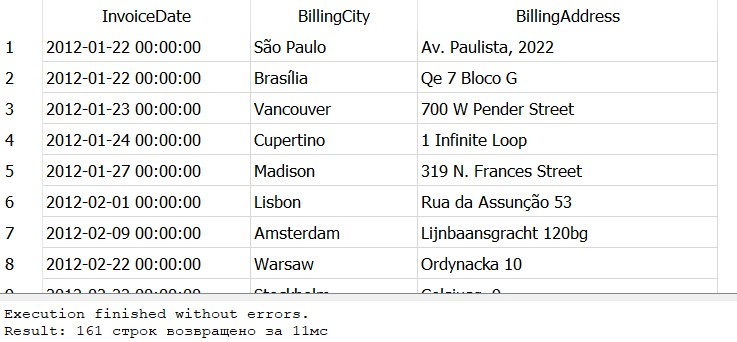 InvoiceDate BillingCity BillingAddress
1 2012-01-22 00:00:00 São Paulo Av. Paulista, 2022
2 2012-01-22 00:00:00 Brasília Qe 7 Bloco G
3 2012-01-23 00:00:00 Vancouver 700 W Pender Street
4 2012-01-24 00:00:00 Cupertino 1 Infinite Loop
5 2012-01-27 00:00:00 Madison 319 N. Frances Street
6 2012-02-01 00:00:00 Lisbon Rua da Assunção 53
7 2012-02-09 00:00:00 Amsterdam Lijnbaansgracht 120bg
8 2012-02-22 00:00:00 Warsaw Ordynacka 10
Execution finished without errors.
Result: 161 строк возвращено за 11мс